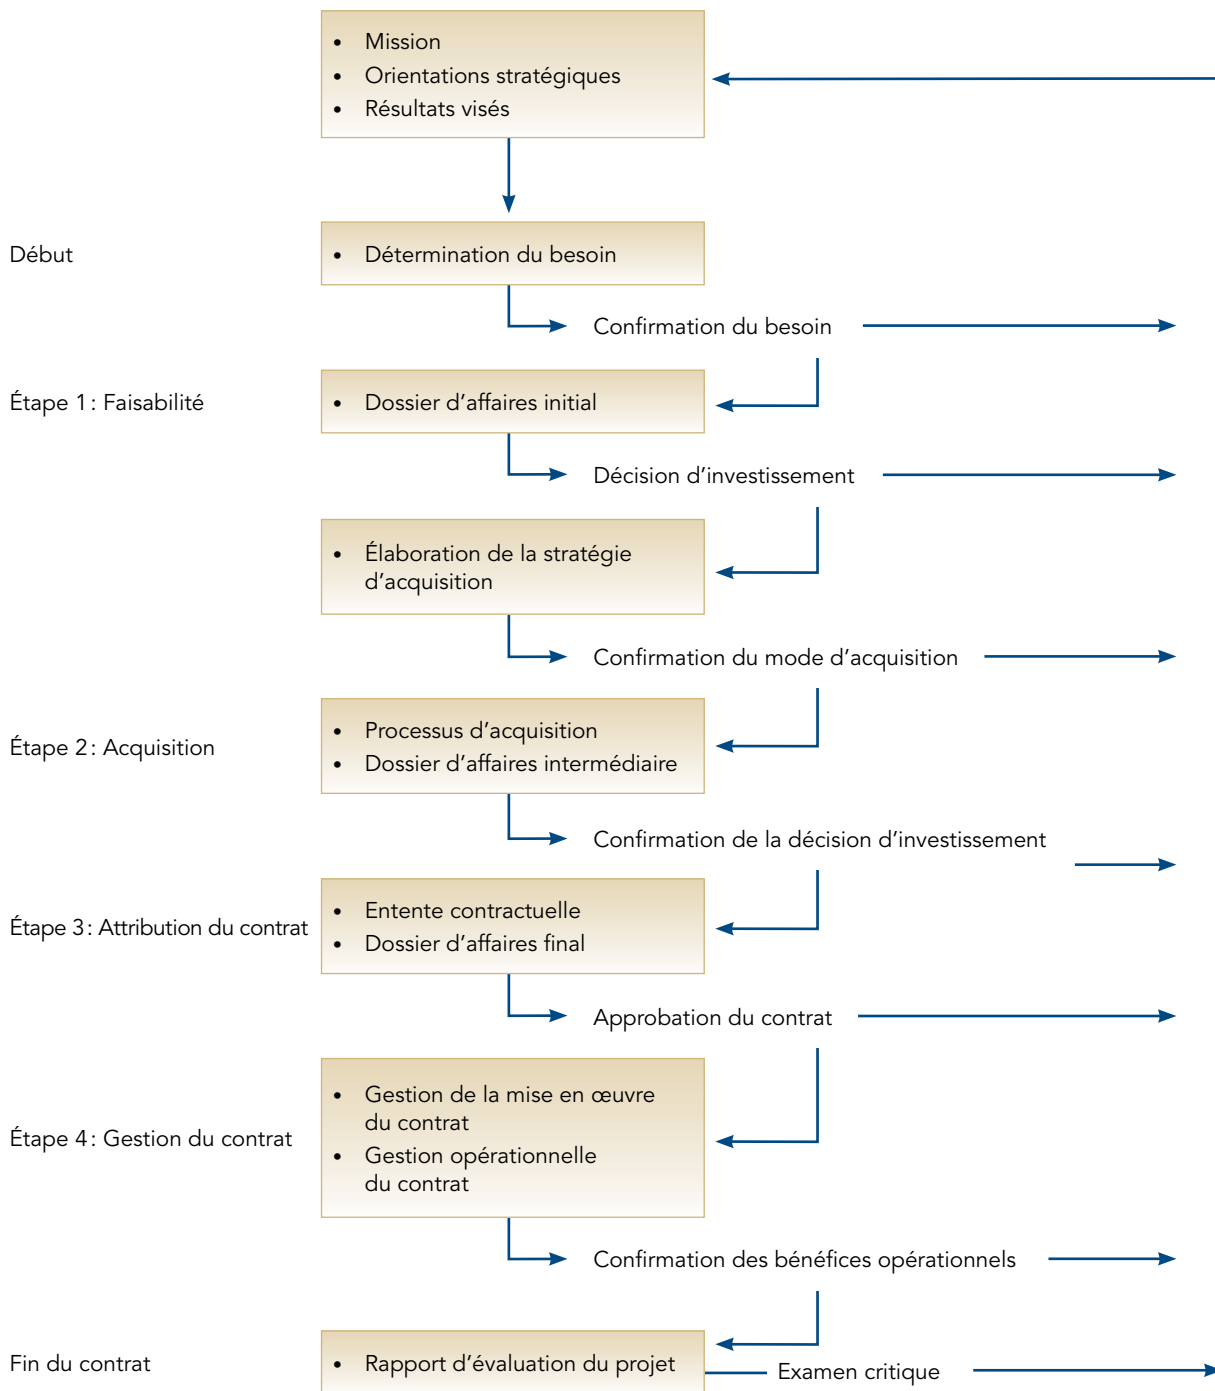 • Mission
• Orientations stratégiques
• Résultats visés
Début
• Détermination du besoin
Confirmation du besoin
Étape 1 : Faisabilité
• Dossier d’affaires initial
Décision d’investissement
• Élaboration de la stratégie
d’acquisition
Confirmation du mode d’acquisition
Étape 2 : Acquisition
• Processus d’acquisition
• Dossier d’affaires intermédiaire
Confirmation de la décision d’investissement
Étape 3 : Attribution du contrat
• Entente contractuelle
• Dossier d’affaires final
Approbation du contrat
Étape 4 : Gestion du contrat
• Gestion de la mise en œuvre
du contrat
• Gestion opérationnelle
du contrat
Confirmation des bénéfices opérationnels
Fin du contrat
• Rapport d’évaluation du projet
Examen critique